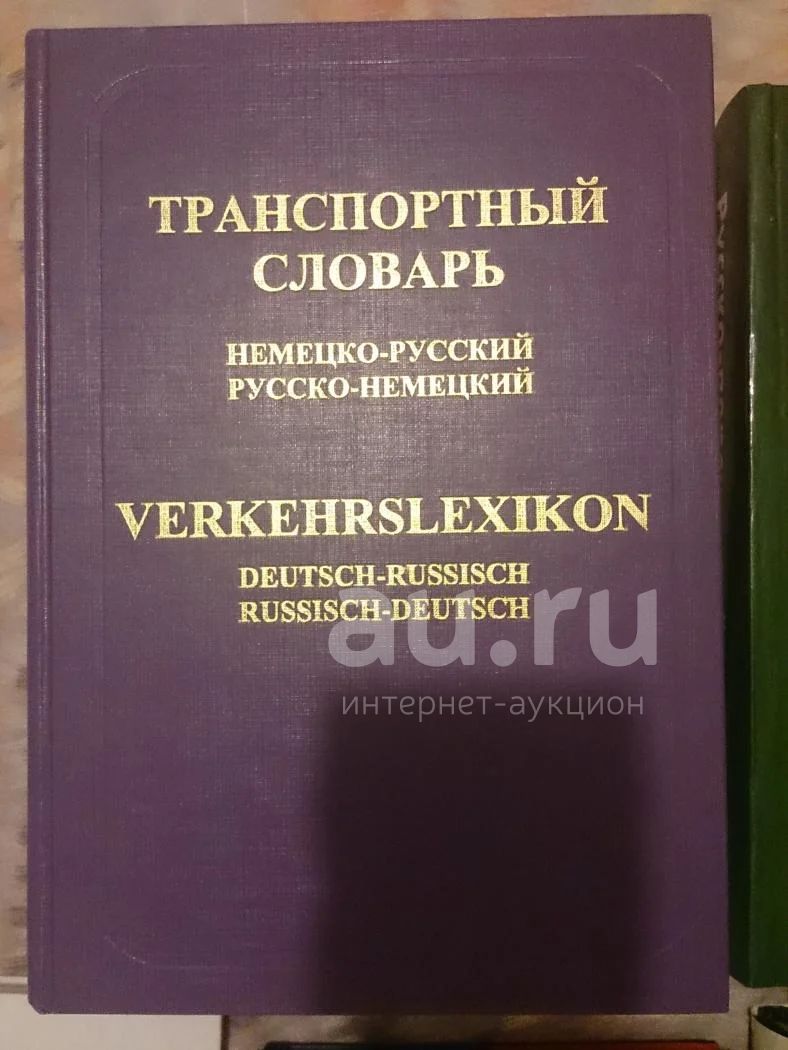 ТРАНСПОРТНЫЙ
СЛОВАРЬ
НЕМЕЦКО-РУССКИЙ
РУССКО-НЕМЕЦКИЙ
VERKEHRSLEXIKON
DEUTSCH-RUSSISCH
RUSSISCH-DEUTSCH
au.ru
интернет-аукцион